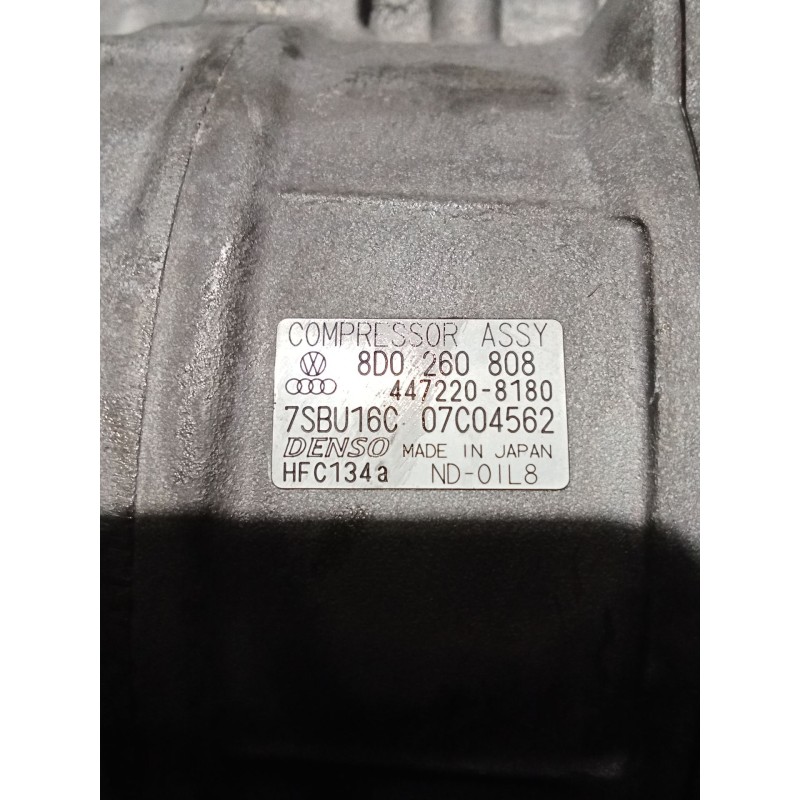 COMPRESSOR ASSY
8D0 260 808
447220-8180
7SBU16C 07C04562
DENSO MADE IN JAPAN
HFC134a ND-OIL8